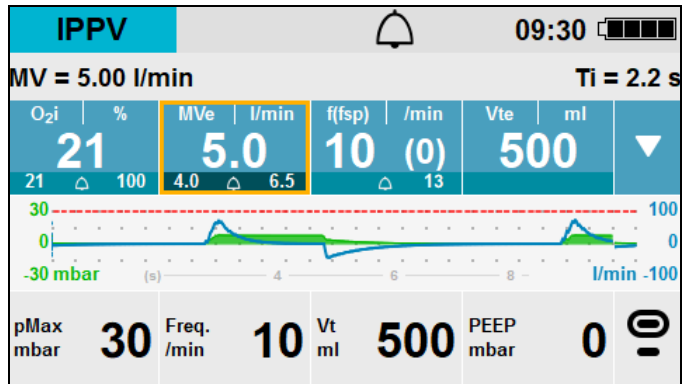 IPPV 09:30
MV = 5.00 l/min Ti = 2.2 s
O2i % MVe l/min f(fsp) /min Vte ml
21 5.0 10 (0) 500
21 100 4.0 6.5 13
30 100
0 0
-30 mbar (s) 4 6 8 l/min -100
pMax mbar 30 Freq. /min 10 Vt ml 500 PEEP mbar 0